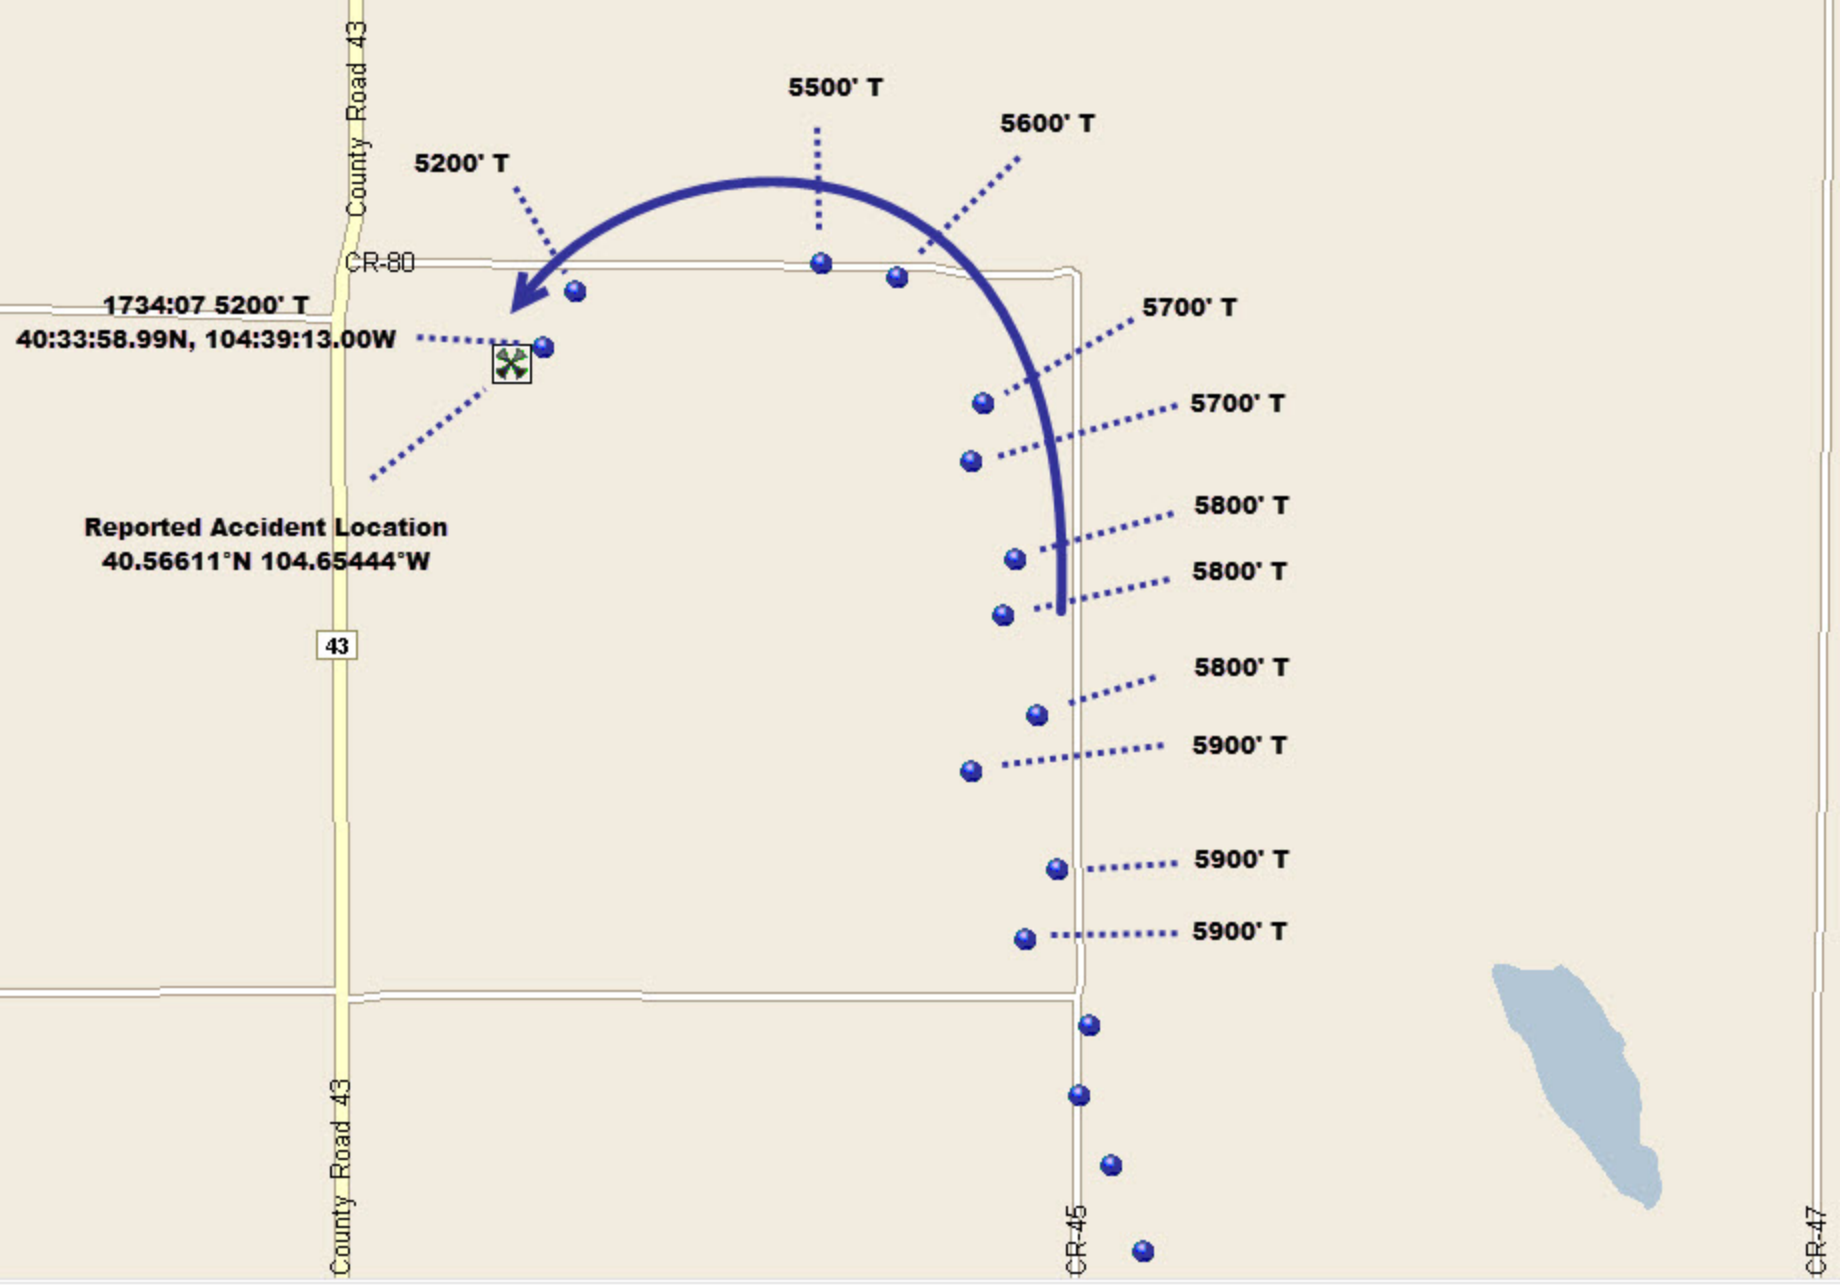 County Road 43
5500' T
5600' T
5200' T
CR-80
1734:07 5200' T
40:33:58.99N, 104:39:13.00W
5700' T
5700' T
5800' T
Reported Accident Location
40.56611°N 104.65444°W
5800' T
43
5800' T
5900' T
5900' T
5900' T
County Road 43
CR-45
CR-47